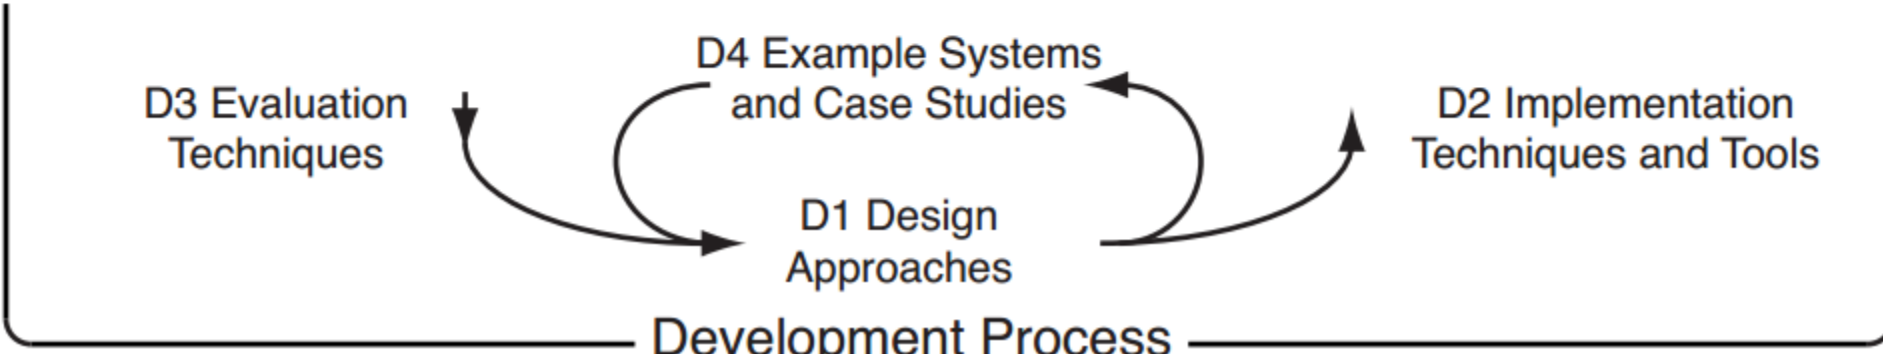 D4 Example Systems
and Case Studies
D3 Evaluation
Techniques
D2 Implementation
Techniques and Tools
D1 Design
Approaches
Development Process